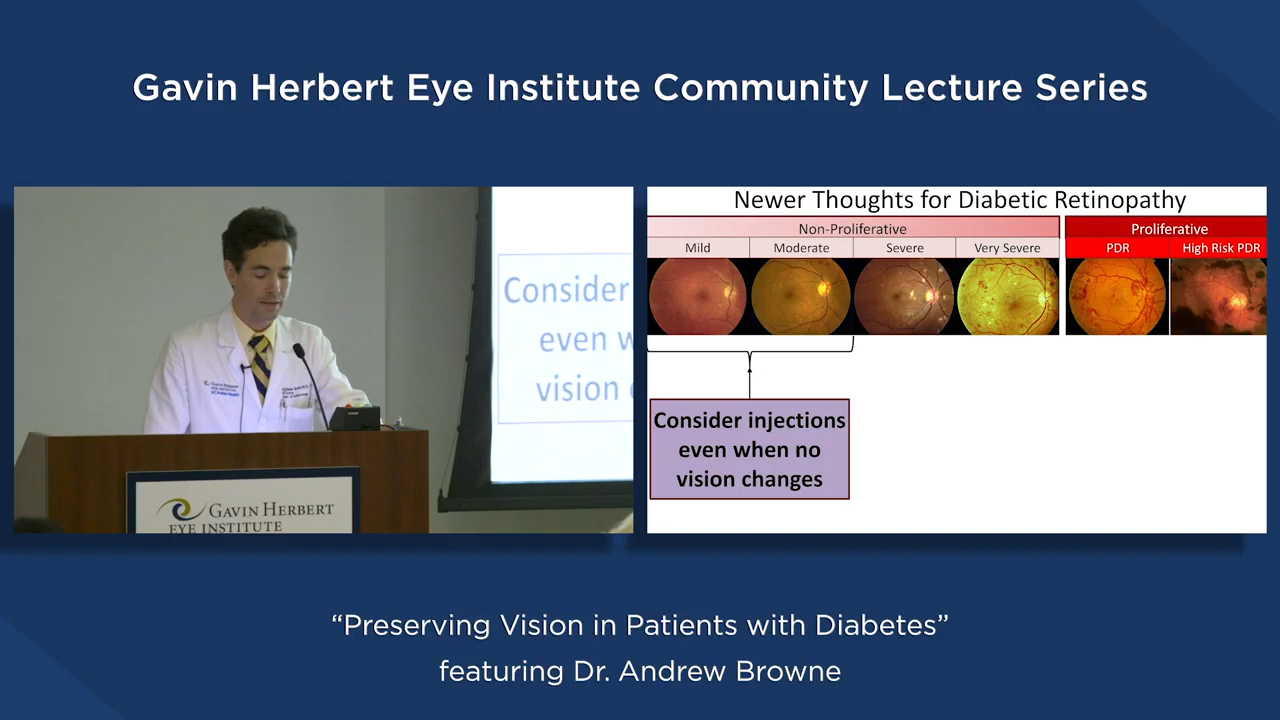 Gavin Herbert Eye Institute Community Lecture Series
Consider
even w
vision
GAVIN HERBERT
EYE INSTITUTE
Newer Thoughts for Diabetic Retinopathy
Non-Proliferative
Proliferative
Mild
Moderate
Severe
Very Severe
PDR
High Risk PDR
Consider injections
even when no
vision changes
“Preserving Vision in Patients with Diabetes”
featuring Dr. Andrew Browne